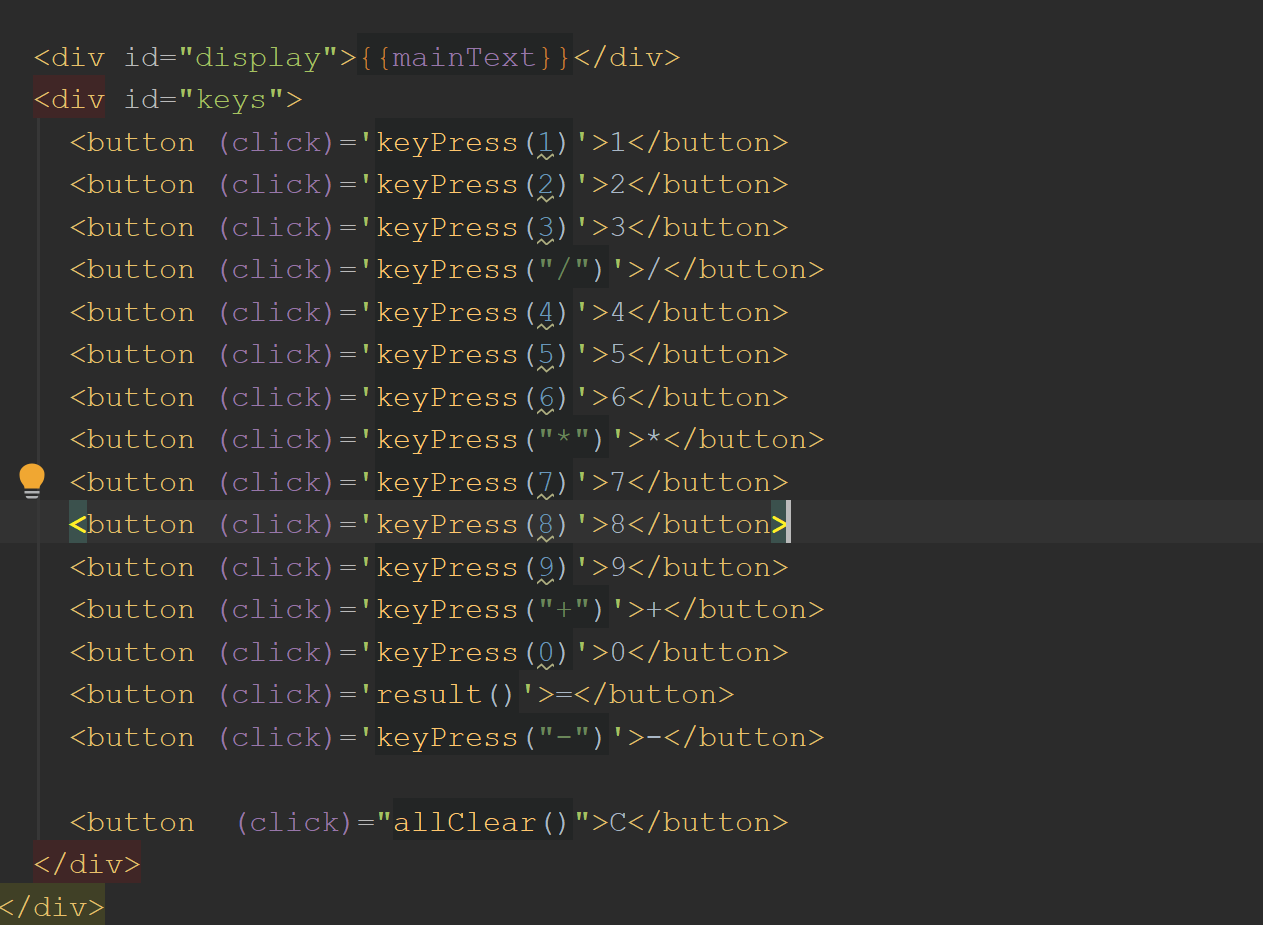 <div id="display">{{mainText}}</div>
<div id="keys">
<button (click)='keyPress(1)'>1</button>
<button (click)='keyPress(2)'>2</button>
<button (click)='keyPress(3)'>3</button>
<button (click)='keyPress("/")'>/</button>
<button (click)='keyPress(4)'>4</button>
<button (click)='keyPress(5)'>5</button>
<button (click)='keyPress(6)'>6</button>
<button (click)='keyPress("*")'>*</button>
<button (click)='keyPress(7)'>7</button>
<button (click)='keyPress(8)'>8</button>
<button (click)='keyPress(9)'>9</button>
<button (click)='keyPress("+")'>+</button>
<button (click)='keyPress(0)'>0</button>
<button (click)='result()'>=</button>
<button (click)='keyPress("-")'>-</button>
<button  (click)="allClear()">C</button>
</div>
</div>